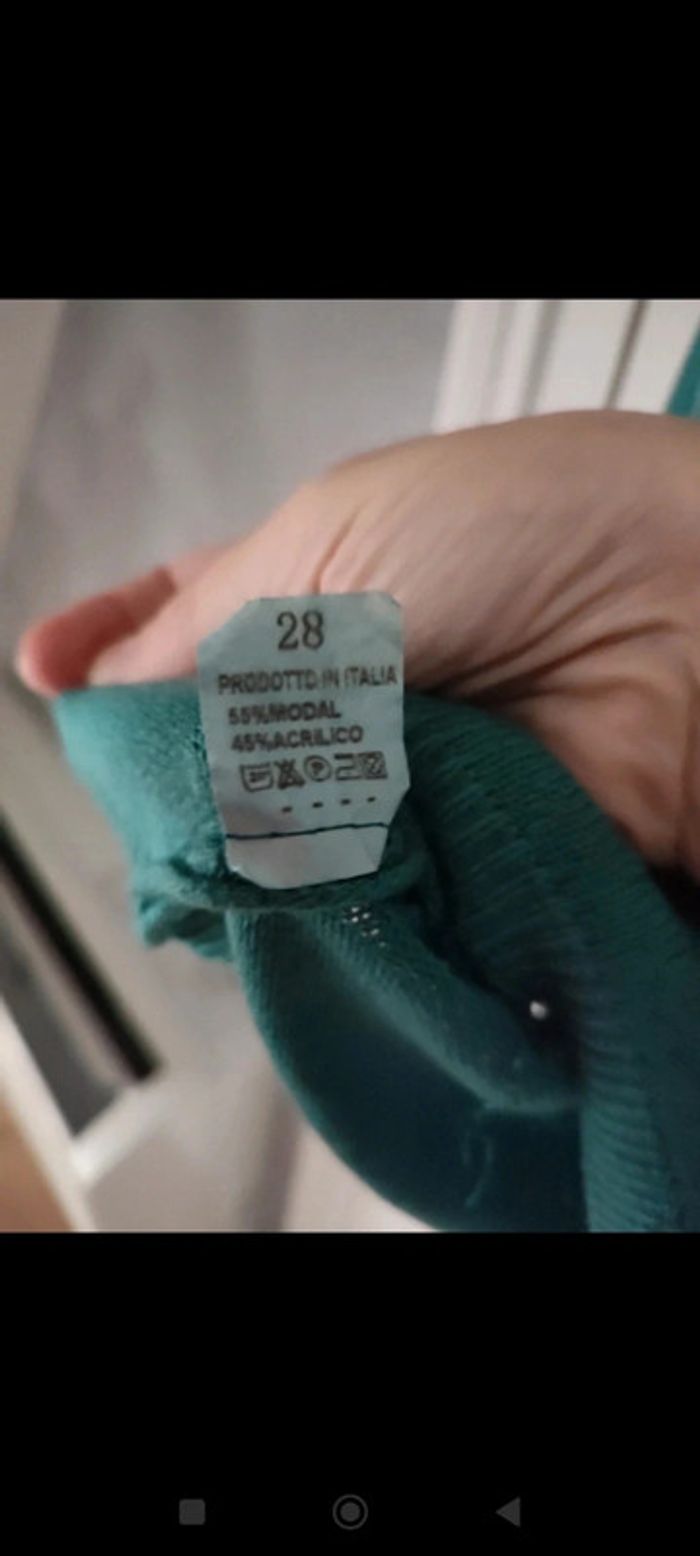 28
PRODOTTO IN ITALIA
55%MODAL
45%ACRILICO